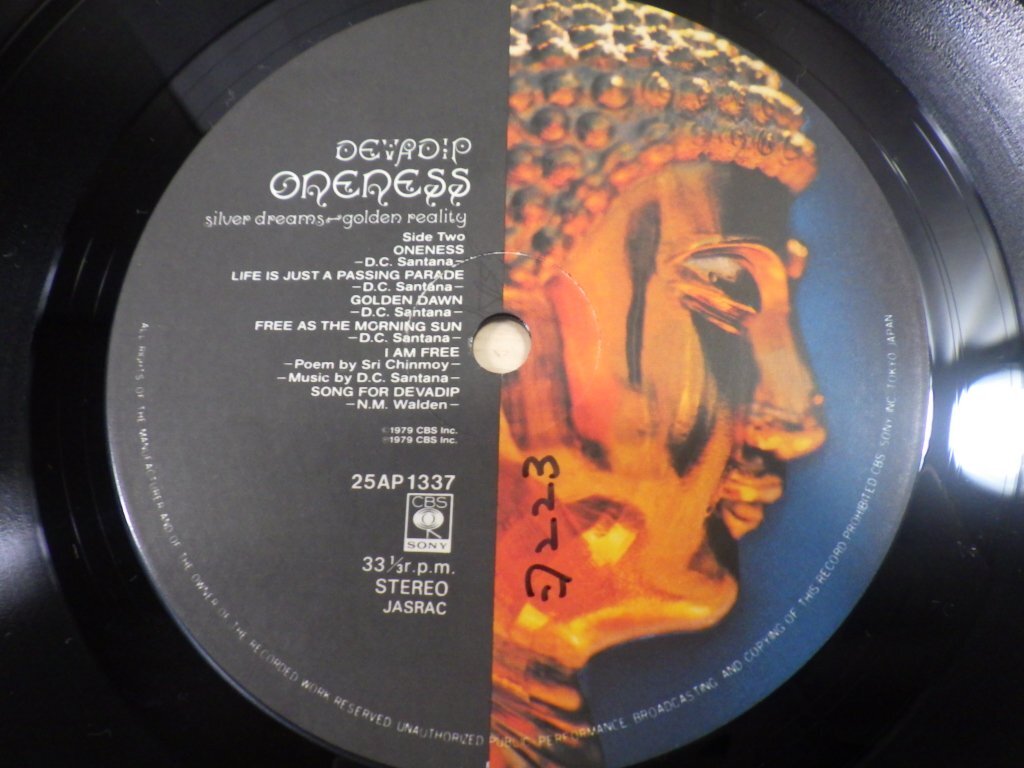 DEVADIP
ONENESS
silver dreams~golden reality
Side Two
ONENESS
–D.C. Santana–
LIFE IS JUST A PASSING PARADE
–D.C. Santana–
GOLDEN DAWN
–D.C. Santana–
FREE AS THE MORNING SUN
–D.C. Santana–
I AM FREE
–Poem by Sri Chinmoy–
–Music by D.C. Santana–
SONG FOR DEVADIP
–N.M. Walden–
©1979 CBS Inc.
℗1979 CBS Inc.
25AP 1337
CBS
SONY
33 ⅓ r.p.m.
STEREO
JASRAC
ALL RIGHTS OF THE MANUFACTURER AND OF THE OWNER OF THE RECORDED WORK RESERVED UNAUTHORIZED PUBLIC PERFORMANCE BROADCASTING AND COPYING OF THIS RECORD PROHIBITED CBS SONY INC. TOKYO JAPAN
223